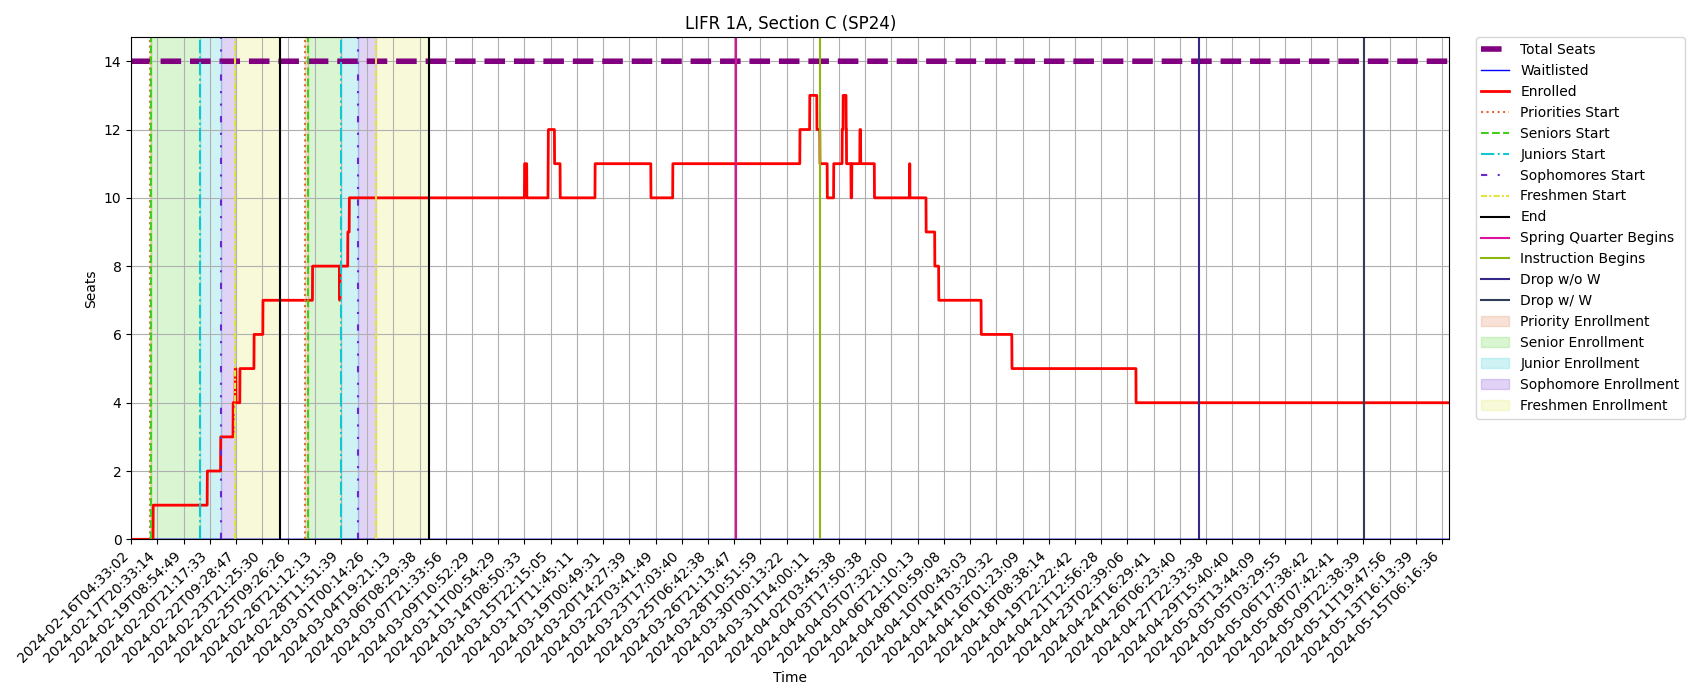 LIFR 1A, Section C (SP24)
Seats
14
12
10
8
6
4
2
0
2024-02-16T04:33:02
2024-02-17T20:33:14
2024-02-19T08:54:49
2024-02-20T21:17:33
2024-02-22T09:28:47
2024-02-23T21:25:30
2024-02-25T09:26:26
2024-02-26T21:12:13
2024-02-28T11:51:39
2024-03-01T00:14:26
2024-03-04T19:21:13
2024-03-06T08:29:38
2024-03-07T21:33:56
2024-03-09T10:52:29
2024-03-11T00:54:29
2024-03-14T08:50:33
2024-03-15T22:15:05
2024-03-17T11:45:11
2024-03-19T00:49:31
2024-03-20T14:27:39
2024-03-22T03:41:49
2024-03-23T17:03:40
2024-03-25T06:42:38
2024-03-26T21:13:47
2024-03-28T10:51:59
2024-03-30T00:13:22
2024-03-31T14:00:11
2024-04-02T03:45:38
2024-04-03T17:50:38
2024-04-05T07:32:00
2024-04-06T21:10:13
2024-04-08T10:59:08
2024-04-10T00:43:03
2024-04-14T03:20:32
2024-04-16T01:23:09
2024-04-18T08:38:14
2024-04-19T22:22:42
2024-04-21T12:56:28
2024-04-23T02:39:06
2024-04-24T16:29:41
2024-04-26T06:23:40
2024-04-27T22:33:38
2024-04-29T15:40:40
2024-05-03T13:44:09
2024-05-05T03:29:55
2024-05-06T17:38:42
2024-05-08T07:42:41
2024-05-09T22:38:39
2024-05-11T19:47:56
2024-05-13T16:13:39
2024-05-15T06:16:36
Time
Total Seats
Waitlisted
Enrolled
Priorities Start
Seniors Start
Juniors Start
Sophomores Start
Freshmen Start
End
Spring Quarter Begins
Instruction Begins
Drop w/o W
Drop w/ W
Priority Enrollment
Senior Enrollment
Junior Enrollment
Sophomore Enrollment
Freshmen Enrollment